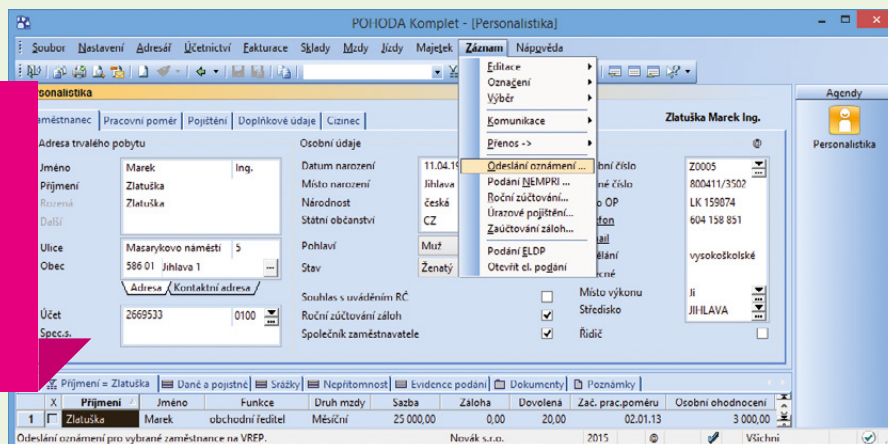 POHODA Komplet - [Personalistika]
Soubor Nastavení Adresář Účetnictví Fakturace Sklady Mzdy Jízdy Majetek Záznam Nápověda
Agendy
Personalistika
Pracovní poměr Pojištění Doplňkové údaje Cizinec
Zlatuška Marek Ing.
Adresa trvalého pobytu
Jméno Marek Ing.
Příjmení Zlatuška
Rozená Zlatuška
Další
Ulice Masarykovo náměstí 5
Obec 586 01 Jihlava 1
Adresa Kontaktní adresa
Účet 2669533 0100
Spec.s.
Osobní údaje
Datum narození 11.04.19
Místo narození Jihlava
Národnost česká
Státní občanství CZ
Pohlaví Muž
Stav Ženatý
Souhlas s uváděním RČ
Roční zúčtování záloh
Společník zaměstnavatele
Editace
Označení
Výběr
Komunikace
Přenos ->
Odeslání oznámení ...
Podání NEMPRI ...
Roční zúčtování...
Úrazové pojištění...
Zaúčtování záloh...
Podání ELDP
Otevřít el. podání
Z0005
800411/3502
LK 159874
604 158 851
vysokoškolské
Místo výkonu Ji
Středisko JIHLAVA
Řidič
Příjmení = Zlatuška Daně a pojistné Srážky Nepřítomnost Evidence podání Dokumenty Poznámky
X Příjmení Jméno Funkce Druh mzdy Sazba Záloha Dovolená Zač. prac.poměru Osobní ohodnocení
1 Zlatuška Marek obchodní ředitel Měsíční 25 000,00 0,00 20,00 02.01.13 3 000,00
Odeslání oznámení pro vybrané zaměstnance na VREP. Novák s.r.o. 2015 @ Všichni